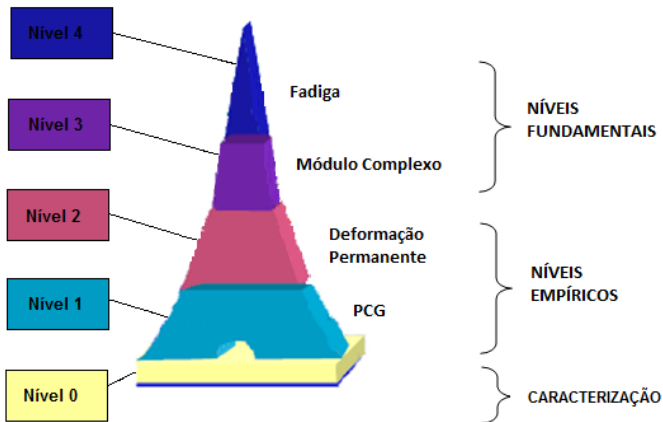 Nível 4
Fadiga
NÍVEIS
FUNDAMENTAIS
Nível 3
Módulo Complexo
Nível 2
Deformação
Permanente
NÍVEIS
EMPÍRICOS
Nível 1
PCG
Nível 0
CARACTERIZAÇÃO